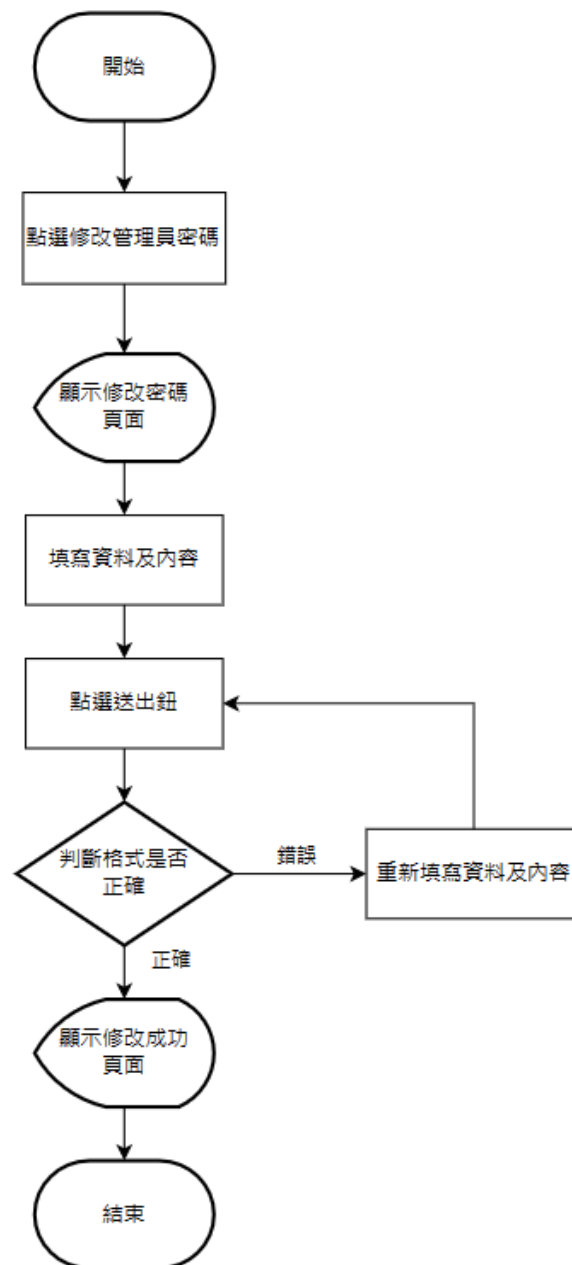 開始
點選修改管理員密碼
顯示修改密碼
頁面
填寫資料及內容
點選送出鈕
判斷格式是否
正確
錯誤
重新填寫資料及內容
正確
顯示修改成功
頁面
結束